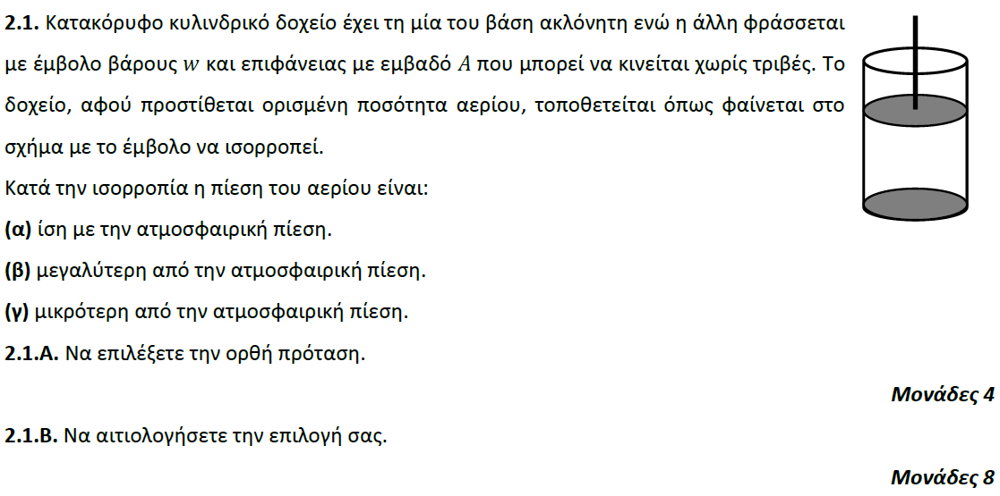 2.1. Κατακόρυφο κυλινδρικό δοχείο έχει τη μία του βάση ακλόνητη ενώ η άλλη φράσσεται
με έμβολο βάρους w και επιφάνειας με εμβαδό A που μπορεί να κινείται χωρίς τριβές. Το
δοχείο, αφού προστίθεται ορισμένη ποσότητα αερίου, τοποθετείται όπως φαίνεται στο
σχήμα με το έμβολο να ισορροπεί.
Κατά την ισορροπία η πίεση του αερίου είναι:
(α) ίση με την ατμοσφαιρική πίεση.
(β) μεγαλύτερη από την ατμοσφαιρική πίεση.
(γ) μικρότερη από την ατμοσφαιρική πίεση.
2.1.Α. Να επιλέξετε την ορθή πρόταση.
Μονάδες 4
2.1.Β. Να αιτιολογήσετε την επιλογή σας.
Μονάδες 8